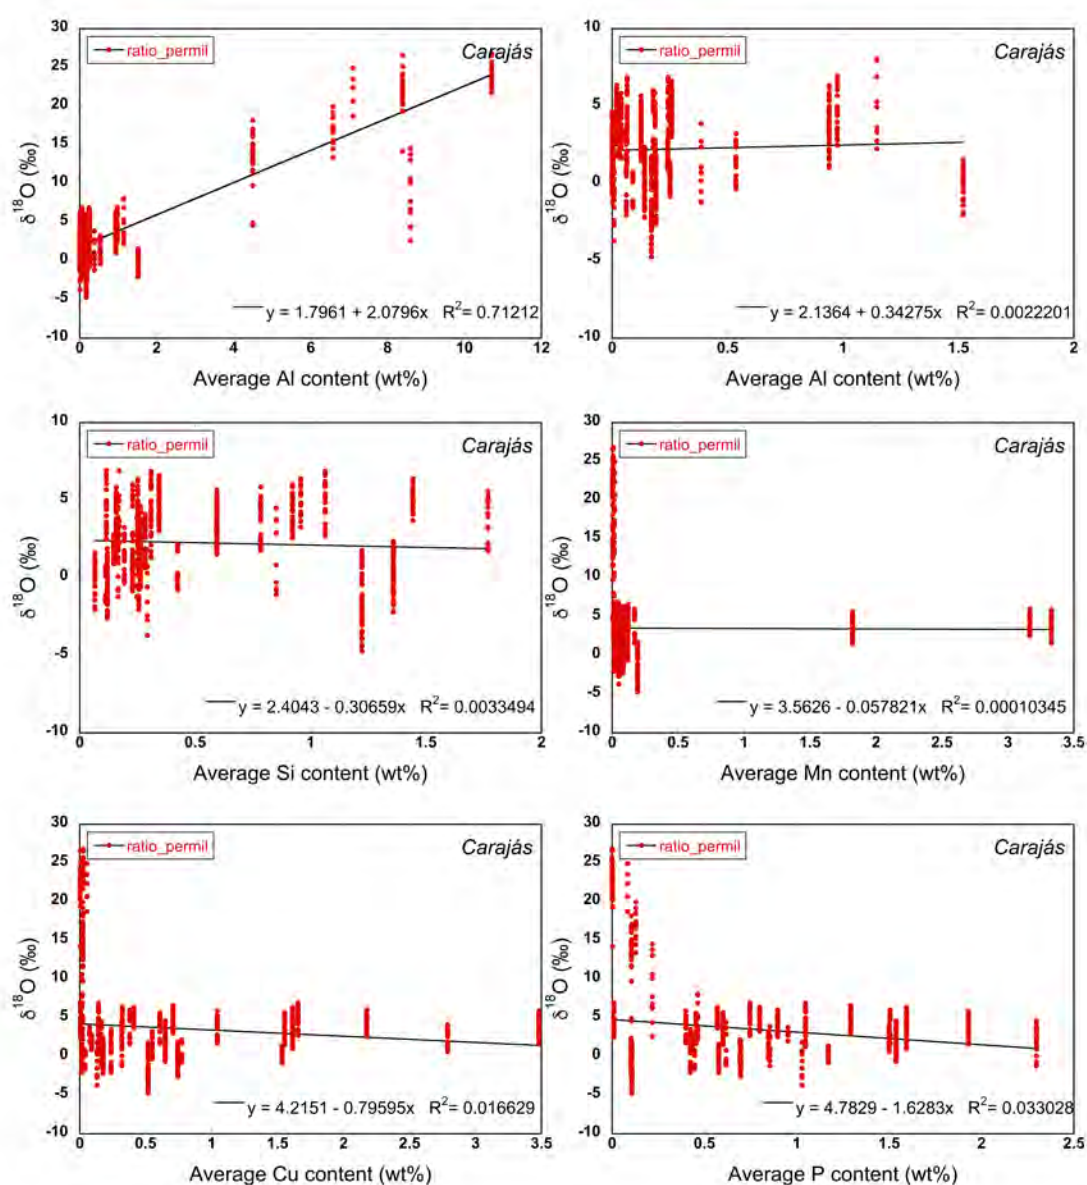 ratio_permil
Carajás
δ18O (‰)
30
25
20
15
10
5
0
-5
-10
y = 1.7961 + 2.0796x R2= 0.71212
0 2 4 6 8 10 12
Average Al content (wt%)
ratio_permil
Carajás
δ18O (‰)
10
5
0
-5
-10
y = 2.1364 + 0.34275x R2= 0.0022201
0 0.5 1 1.5 2
Average Al content (wt%)
ratio_permil
Carajás
δ18O (‰)
10
5
0
-5
-10
y = 2.4043 - 0.30659x R2= 0.0033494
0 0.5 1 1.5 2
Average Si content (wt%)
ratio_permil
Carajás
δ18O (‰)
30
25
20
15
10
5
0
-5
-10
y = 3.5626 - 0.057821x R2= 0.00010345
0 0.5 1 1.5 2 2.5 3 3.5
Average Mn content (wt%)
ratio_permil
Carajás
δ18O (‰)
30
25
20
15
10
5
0
-5
-10
y = 4.2151 - 0.79595x R2= 0.016629
0 0.5 1 1.5 2 2.5 3 3.5
Average Cu content (wt%)
ratio_permil
Carajás
δ18O (‰)
30
25
20
15
10
5
0
-5
-10
y = 4.7829 - 1.6283x R2= 0.033028
0 0.5 1 1.5 2 2.5
Average P content (wt%)